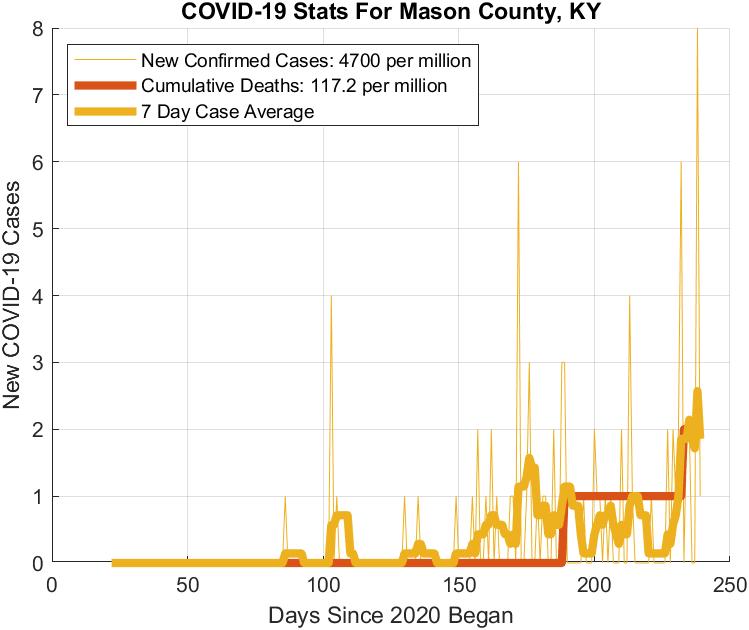 COVID-19 Stats For Mason County, KY
New Confirmed Cases: 4700 per million
Cumulative Deaths: 117.2 per million
7 Day Case Average
New COVID-19 Cases
8
7
6
5
4
3
2
1
0
0 50 100 150 200 250
Days Since 2020 Began